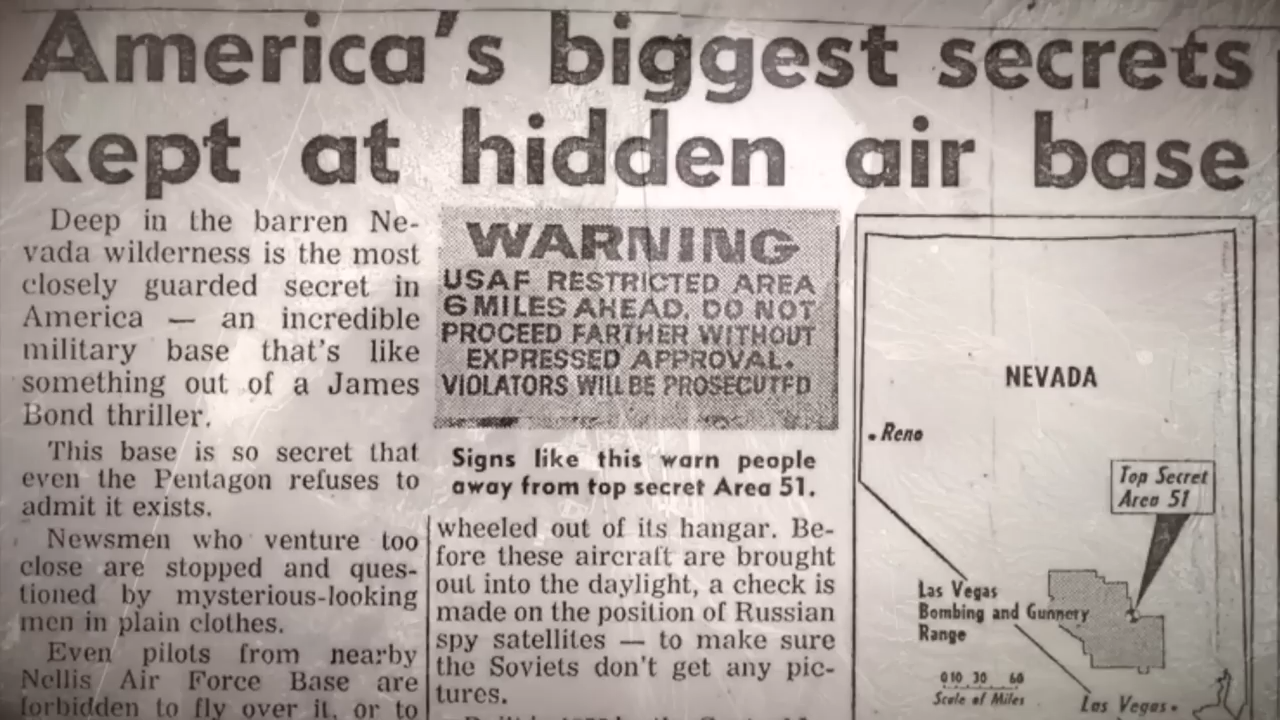 America's biggest secrets
kept at hidden air base
Deep in the barren Ne-
vada wilderness is the most
closely guarded secret in
America — an incredible
military base that's like
something out of a James
Bond thriller.
This base is so secret that
even the Pentagon refuses to
admit it exists.
Newsmen who venture too
close are stopped and ques-
tioned by mysterious-looking
men in plain clothes.
Even pilots from nearby
Nellis Air Force Base are
forbidden to fly over it, or to
WARNING
USAF RESTRICTED AREA
6 MILES AHEAD. DO NOT
PROCEED FARTHER WITHOUT
EXPRESSED APPROVAL.
VIOLATORS WILL BE PROSECUTED
Signs like this warn people
away from top secret Area 51.
wheeled out of its hangar. Be-
fore these aircraft are brought
out into the daylight, a check is
made on the position of Russian
spy satellites — to make sure
the Soviets don't get any pic-
tures.
NEVADA
Reno
Top Secret
Area 51
Las Vegas
Bombing and Gunnery
Range
0 10 30 60
Scale of Miles
Las Vegas